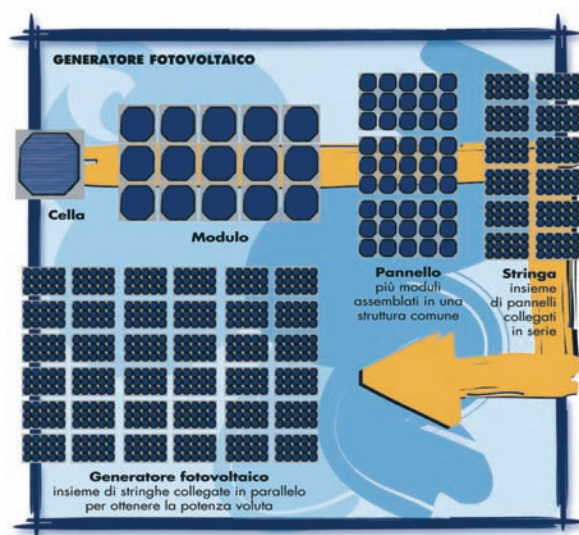 GENERATORE FOTOVOLTAICO
Cella
Modulo
Pannello
più moduli
assemblati in una
struttura comune
Stringa
insieme
di pannelli
collegati
in serie
Generatore fotovoltaico
insieme di stringhe collegate in parallelo
per ottenere la potenza voluta